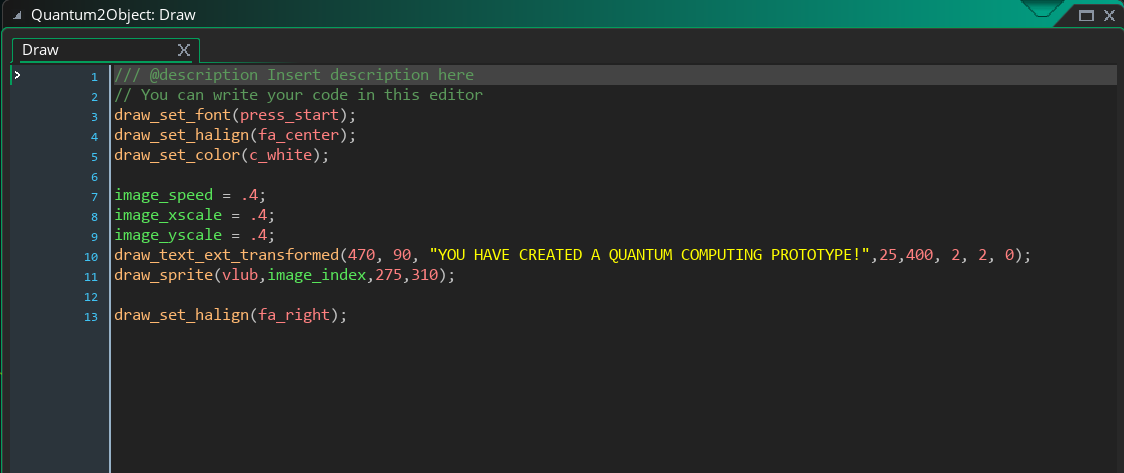 Quantum2Object: Draw
Draw
1 /// @description Insert description here
2 // You can write your code in this editor
3 draw_set_font(press_start);
4 draw_set_halign(fa_center);
5 draw_set_color(c_white);
6
7 image_speed = .4;
8 image_xscale = .4;
9 image_yscale = .4;
10 draw_text_ext_transformed(470, 90, "YOU HAVE CREATED A QUANTUM COMPUTING PROTOTYPE!",25,400, 2, 2, 0);
11 draw_sprite(vlub,image_index,275,310);
12
13 draw_set_halign(fa_right);